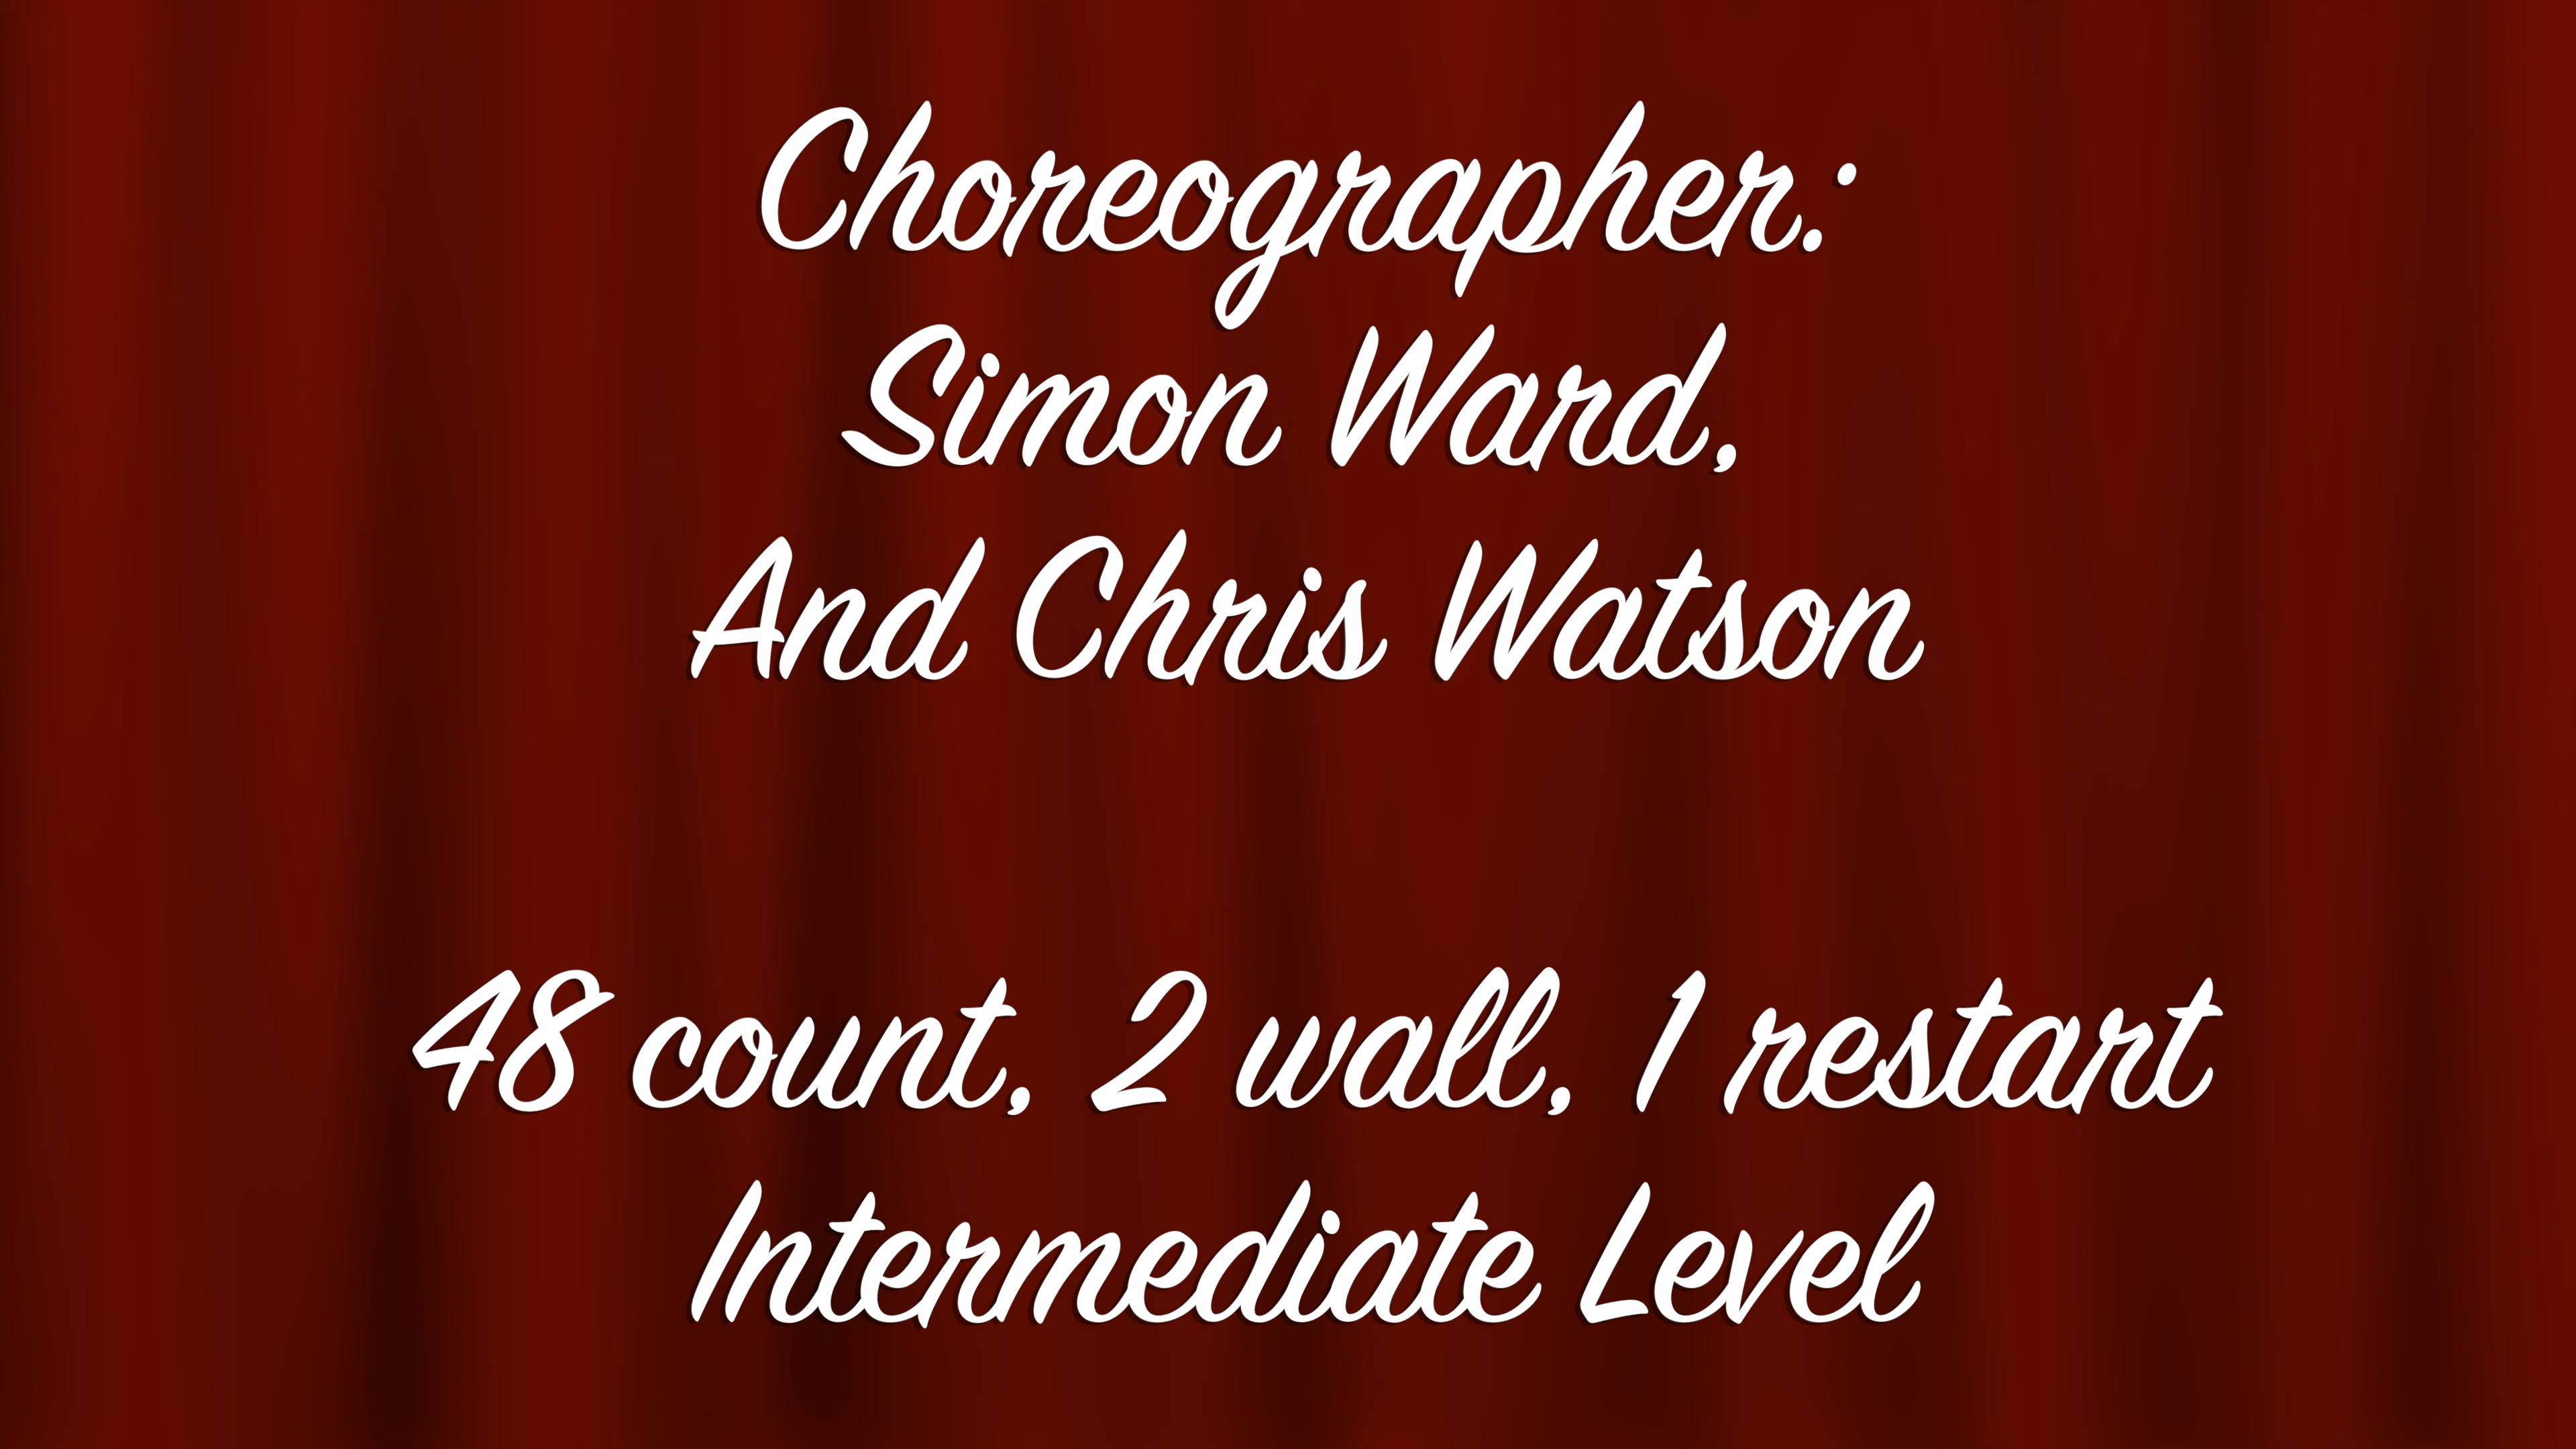 Choreographer:
Simon Ward,
And Chris Watson
48 count, 2 wall, 1 restart
Intermediate Level